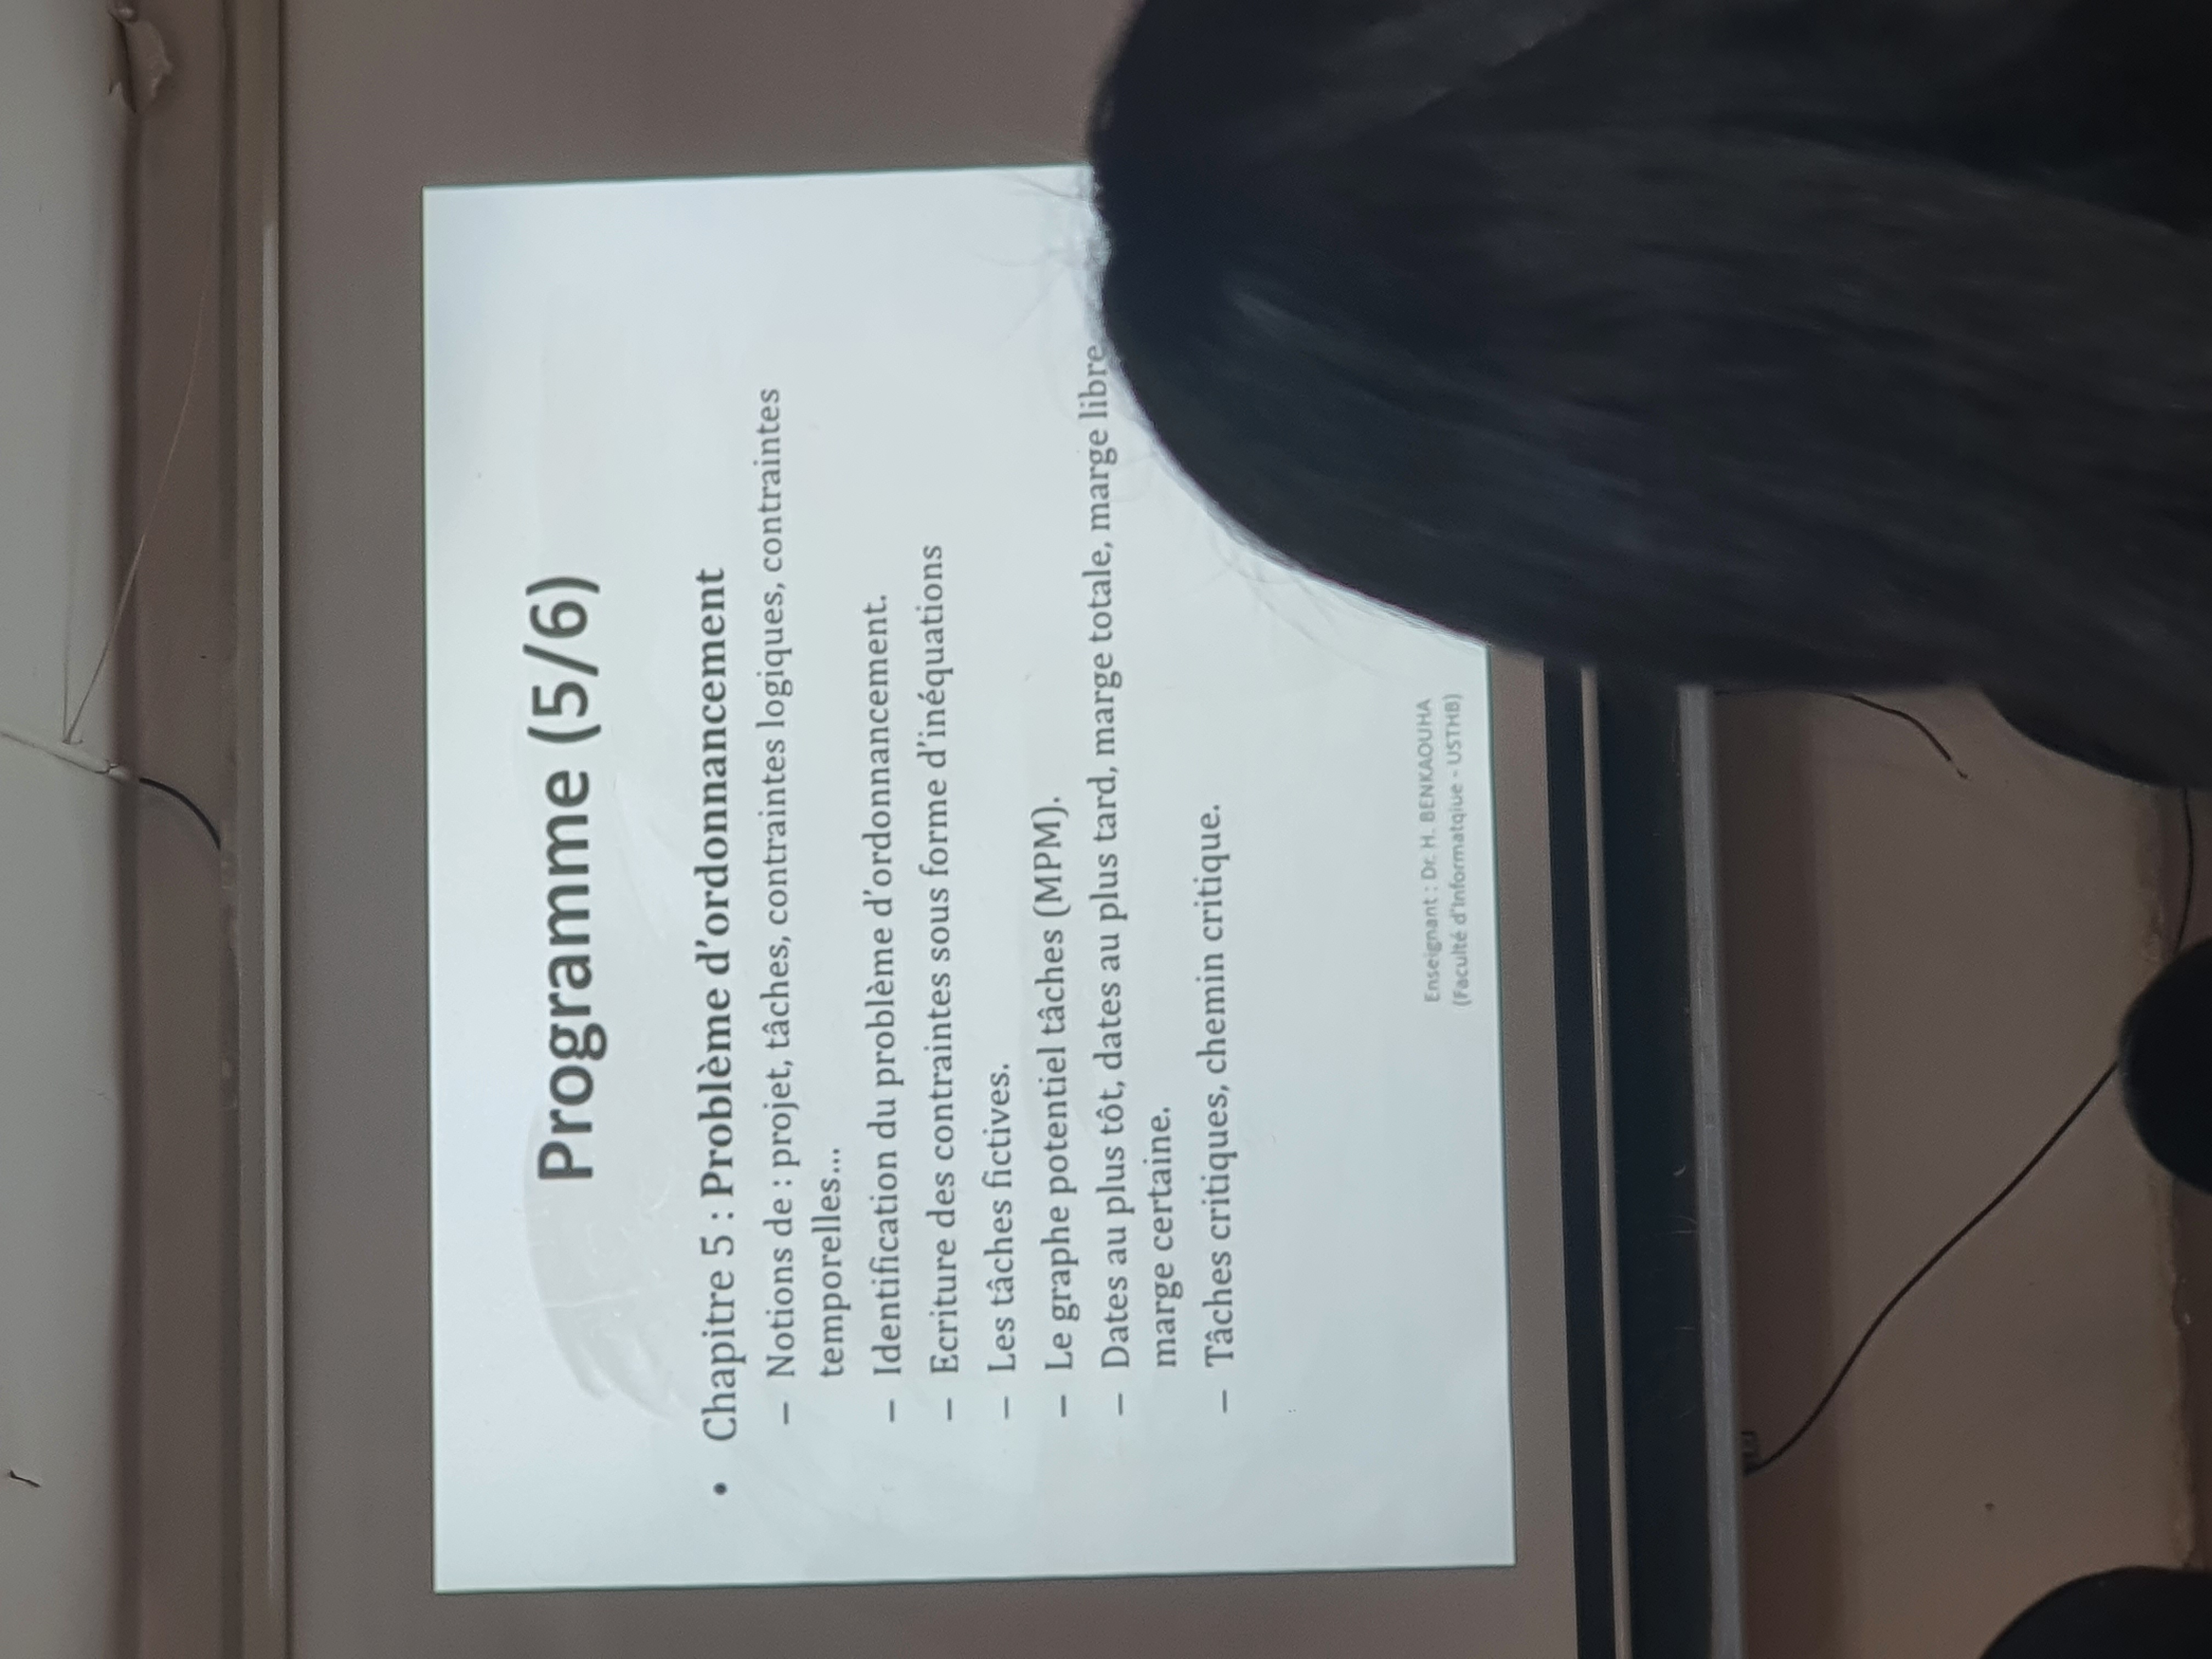 Programme (5/6)
• Chapitre 5 : Problème d'ordonnancement
– Notions de : projet, tâches, contraintes logiques, contraintes
temporelles...
– Identification du problème d'ordonnancement.
– Ecriture des contraintes sous forme d'inéquations
– Les tâches fictives.
– Le graphe potentiel tâches (MPM).
– Dates au plus tôt, dates au plus tard, marge totale, marge libre
marge certaine.
– Tâches critiques, chemin critique.
Enseignant : Dr. H. BENKAOUHA
(Faculté d'Informatqiue - USTHB)